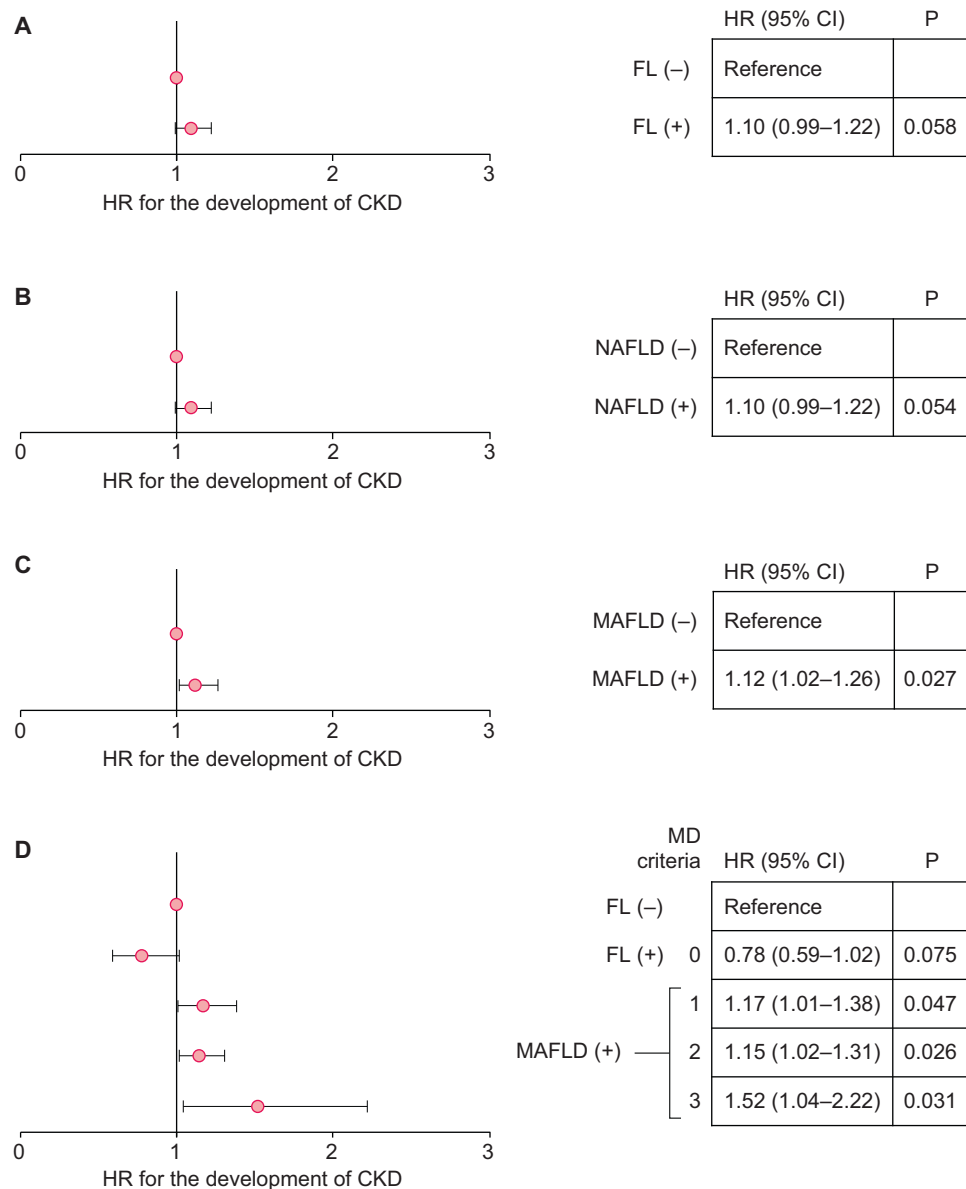 A
HR (95% CI) P
FL (–) Reference
FL (+) 1.10 (0.99–1.22) 0.058
0 1 2 3
HR for the development of CKD
B
HR (95% CI) P
NAFLD (–) Reference
NAFLD (+) 1.10 (0.99–1.22) 0.054
0 1 2 3
HR for the development of CKD
C
HR (95% CI) P
MAFLD (–) Reference
MAFLD (+) 1.12 (1.02–1.26) 0.027
0 1 2 3
HR for the development of CKD
D
MD
criteria HR (95% CI) P
FL (–) Reference
FL (+) 0 0.78 (0.59–1.02) 0.075
1 1.17 (1.01–1.38) 0.047
MAFLD (+) 2 1.15 (1.02–1.31) 0.026
3 1.52 (1.04–2.22) 0.031
0 1 2 3
HR for the development of CKD